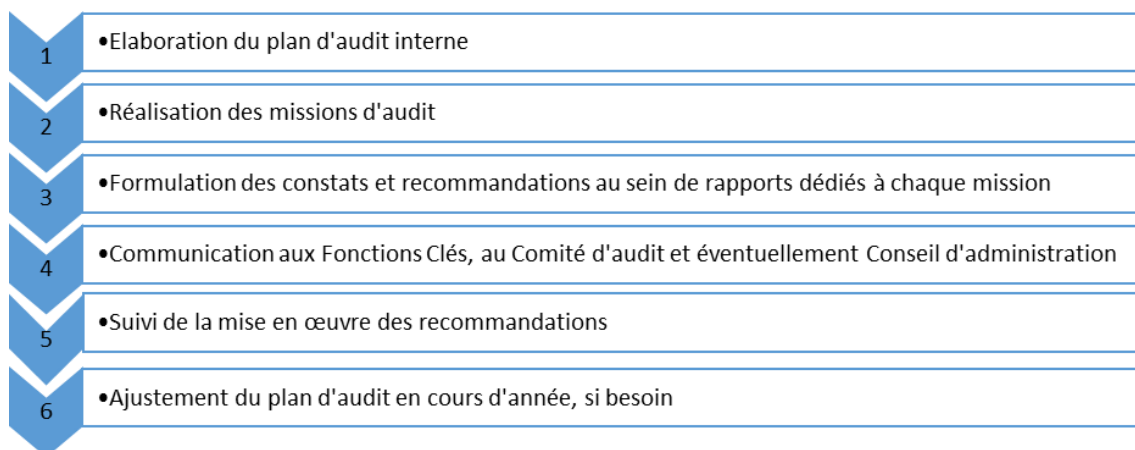 1
•Elaboration du plan d'audit interne
2
•Réalisation des missions d'audit
3
•Formulation des constats et recommandations au sein de rapports dédiés à chaque mission
4
•Communication aux Fonctions Clés, au Comité d'audit et éventuellement Conseil d'administration
5
•Suivi de la mise en œuvre des recommandations
6
•Ajustement du plan d'audit en cours d'année, si besoin